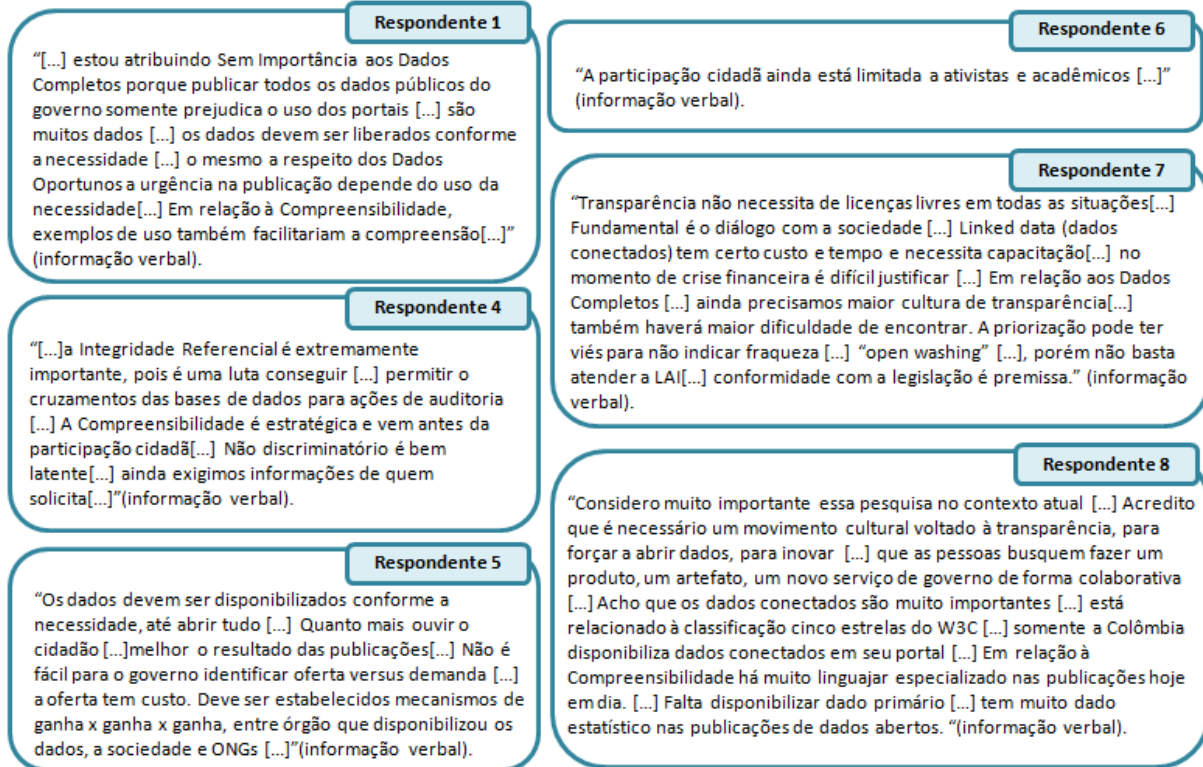 Respondente 1
“[...] estou atribuindo Sem Importância aos Dados
Completos porque publicar todos os dados públicos do
governo somente prejudica o uso dos portais [...] são
muitos dados [...] os dados devem ser liberados conforme
a necessidade [...] o mesmo a respeito dos Dados
Oportunos a urgência na publicação depende do uso da
necessidade[...] Em relação à Compreensibilidade,
exemplos de uso também facilitariam a compreensão[...]”
(informação verbal).
Respondente 4
“[...]a Integridade Referencial é extremamente
importante, pois é uma luta conseguir [...] permitir o
cruzamento das bases de dados para ações de auditoria
[...] A Compreensibilidade é estratégica e vem antes da
participação cidadã[...] Não discriminatório é bem
latente[...] ainda exigimos informações de quem
solicita[...]”(informação verbal).
Respondente 5
“Os dados devem ser disponibilizados conforme a
necessidade, até abrir tudo [...] Quanto mais ouvir o
cidadão [...]melhor o resultado das publicações[...] Não é
fácil para o governo identificar oferta versus demanda [...]
a oferta tem custo. Deve ser estabelecidos mecanismos de
ganha x ganha x ganha, entre órgão que disponibilizou os
dados, a sociedade e ONGs [...]”(informação verbal).
Respondente 6
“A participação cidadã ainda está limitada a ativistas e acadêmicos [...]”
(informação verbal).
Respondente 7
“Transparência não necessita de licenças livres em todas as situações[...]
Fundamental é o diálogo com a sociedade [...] Linked data (dados
conectados) tem certo custo e tempo e necessita capacitação[...] no
momento de crise financeira é difícil justificar [...] Em relação aos Dados
Completos [...] ainda precisamos maior cultura de transparência[...]
também haverá maior dificuldade de encontrar. A priorização pode ter
viés para não indicar fraqueza [...] “open washing” [...], porém não basta
atender a LAI[...] conformidade com a legislação é premissa.” (informação
verbal).
Respondente 8
“Considero muito importante essa pesquisa no contexto atual [...] Acredito
que é necessário um movimento cultural voltado à transparência, para
forçar a abrir dados, para inovar [...] que as pessoas busquem fazer um
produto, um artefato, um novo serviço de governo de forma colaborativa
[...] Acho que os dados conectados são muito importantes [...] está
relacionado à classificação cinco estrelas do W3C [...] somente a Colômbia
disponibiliza dados conectados em seu portal [...] Em relação à
Compreensibilidade há muito linguajar especializado nas publicações hoje
em dia. [...] Falta disponibilizar dado primário [...] tem muito dado
estatístico nas publicações de dados abertos. “(informação verbal).